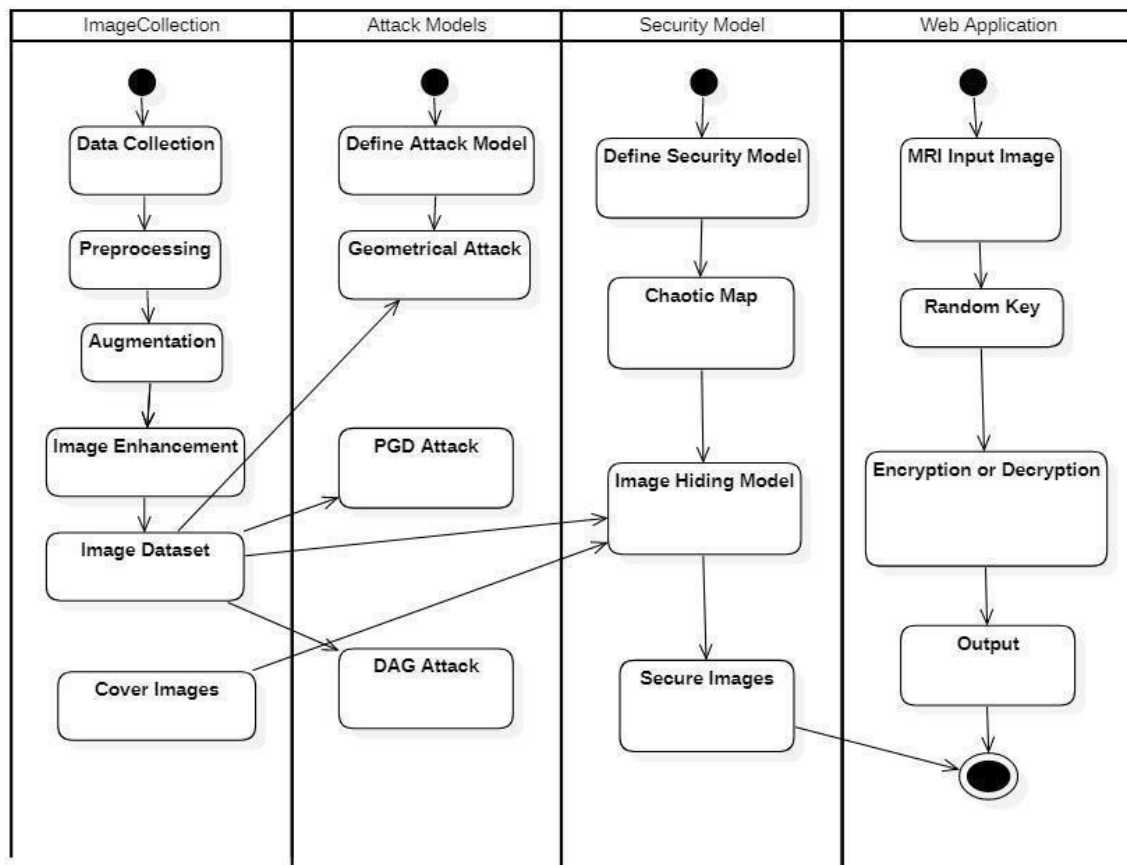 ImageCollection
Attack Models
Security Model
Web Application
Data Collection
Preprocessing
Augmentation
Image Enhancement
Image Dataset
Cover Images
Define Attack Model
Geometrical Attack
PGD Attack
DAG Attack
Define Security Model
Chaotic Map
Image Hiding Model
Secure Images
MRI Input Image
Random Key
Encryption or Decryption
Output